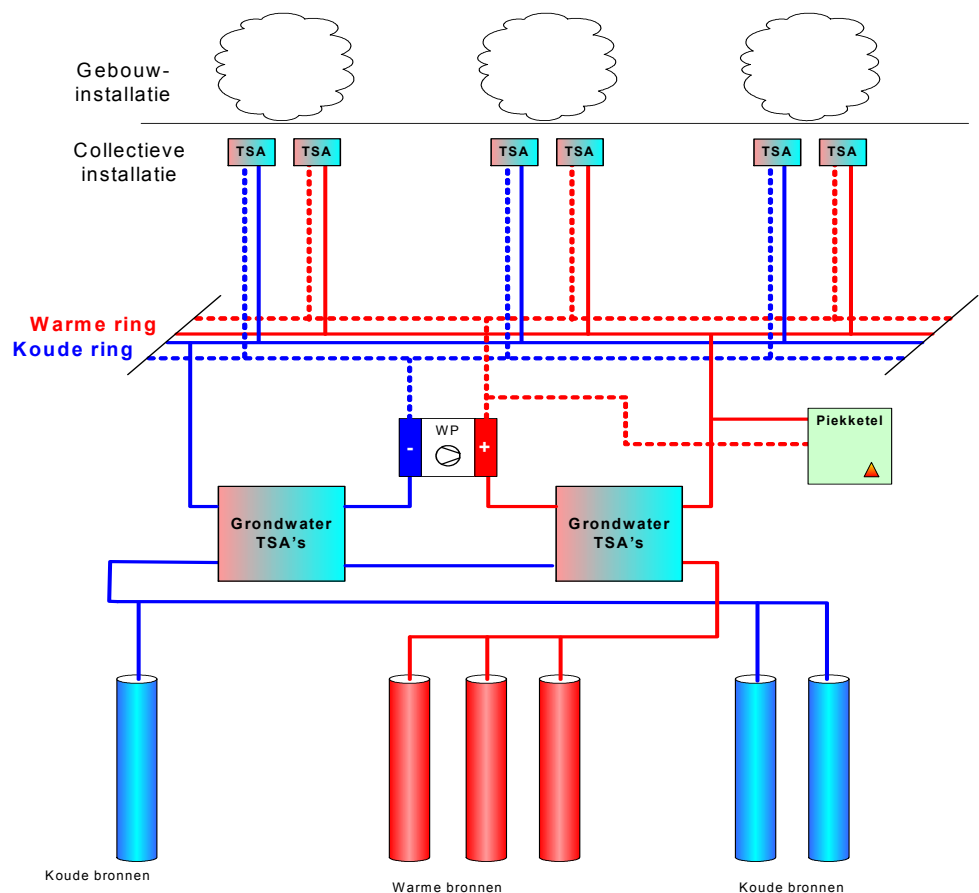 Gebouw-
installatie
Collectieve
installatie
TSA TSA TSA TSA TSA TSA
Warme ring
Koude ring
WP
- +
Piekketel
Grondwater
TSA's
Grondwater
TSA's
Koude bronnen
Warme bronnen
Koude bronnen